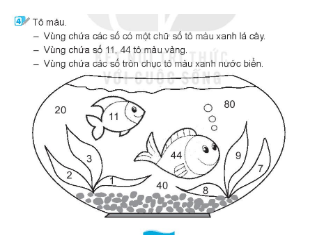 4 Tô màu.
– Vùng chứa các số có một chữ số tô màu xanh lá cây.
– Vùng chứa số 11, 44 tô màu vàng.
– Vùng chứa các số tròn chục tô màu xanh nước biển.
20
80
11
3
44
9
7
2
1
40
8